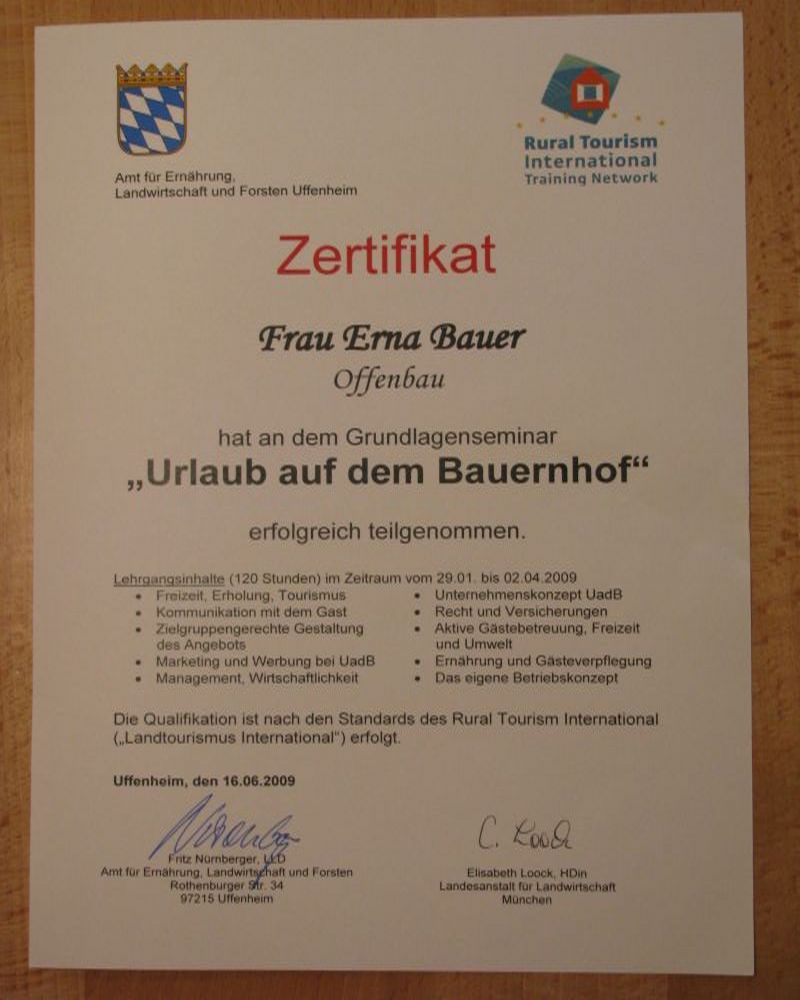 Amt für Ernährung,
Landwirtschaft und Forsten Uffenheim
Rural Tourism
International
Training Network
Zertifikat
Frau Erna Bauer
Offenbau
hat an dem Grundlagenseminar
„Urlaub auf dem Bauernhof“
erfolgreich teilgenommen.
Lehrgangsinhalte (120 Stunden) im Zeitraum vom 29.01. bis 02.04.2009
• Freizeit, Erholung, Tourismus
• Kommunikation mit dem Gast
• Zielgruppengerechte Gestaltung
des Angebots
• Marketing und Werbung bei UadB
• Management, Wirtschaftlichkeit
• Unternehmenskonzept UadB
• Recht und Versicherungen
• Aktive Gästebetreuung, Freizeit
und Umwelt
• Ernährung und Gästeverpflegung
• Das eigene Betriebskonzept
Die Qualifikation ist nach den Standards des Rural Tourism International
(„Landtourismus International“) erfolgt.
Uffenheim, den 16.06.2009
Fritz Nürnberger, LLD
Amt für Ernährung, Landwirtschaft und Forsten
Rothenburger Str. 34
97215 Uffenheim
Elisabeth Loock, HDin
Landesanstalt für Landwirtschaft
München